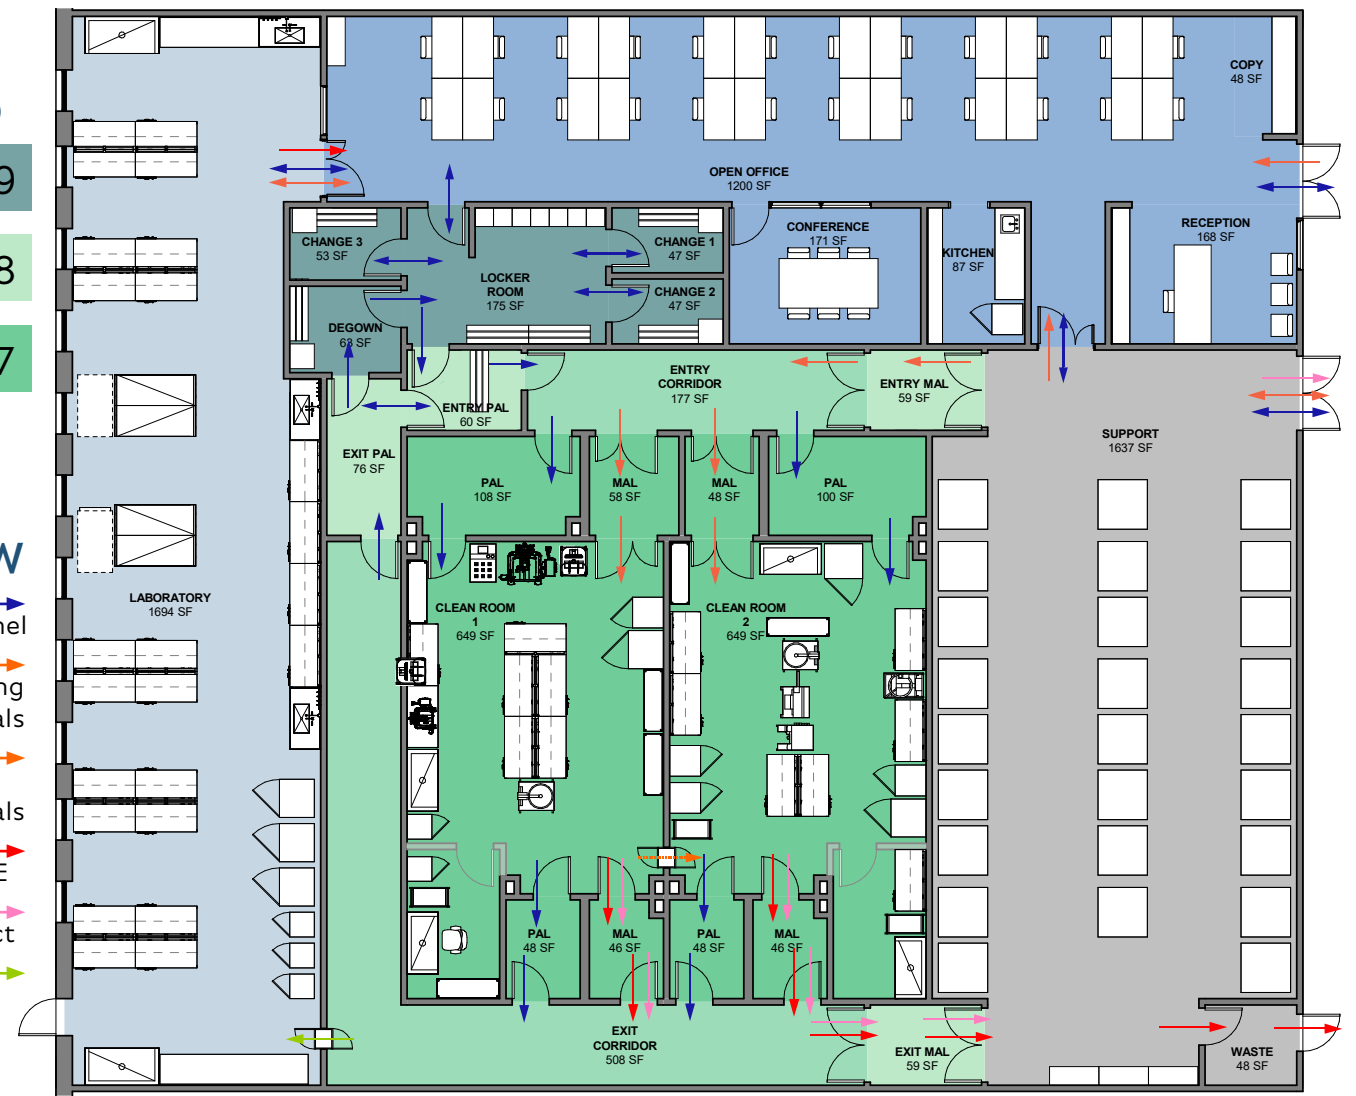 COPY
48 SF
9
OPEN OFFICE
1200 SF
CHANGE 3
53 SF
CHANGE 1
47 SF
CONFERENCE
171 SF
RECEPTION
168 SF
KITCHEN
87 SF
8
LOCKER
ROOM
175 SF
CHANGE 2
47 SF
DEGOWN
63 SF
7
ENTRY
CORRIDOR
177 SF
ENTRY MAL
59 SF
ENTRY PAL
60 SF
SUPPORT
1637 SF
EXIT PAL
76 SF
PAL
108 SF
MAL
58 SF
MAL
48 SF
PAL
100 SF
W
LABORATORY
1694 SF
CLEAN ROOM
1
649 SF
CLEAN ROOM
2
649 SF
nel
ng
als
als
E
ct
PAL
48 SF
MAL
46 SF
PAL
48 SF
MAL
46 SF
EXIT
CORRIDOR
508 SF
EXIT MAL
59 SF
WASTE
48 SF